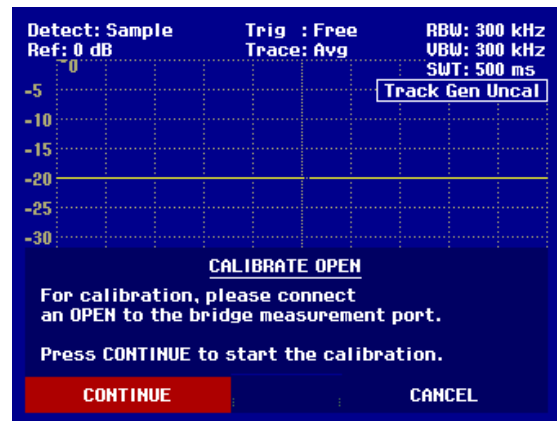 Detect: Sample Trig : Free RBW: 300 kHz
Ref: 0 dB Trace: Avg VBW: 300 kHz
0 SWT: 500 ms
-5 Track Gen Uncal
-10
-15
-20
-25
-30
CALIBRATE OPEN
For calibration, please connect
an OPEN to the bridge measurement port.
Press CONTINUE to start the calibration.
CONTINUE CANCEL